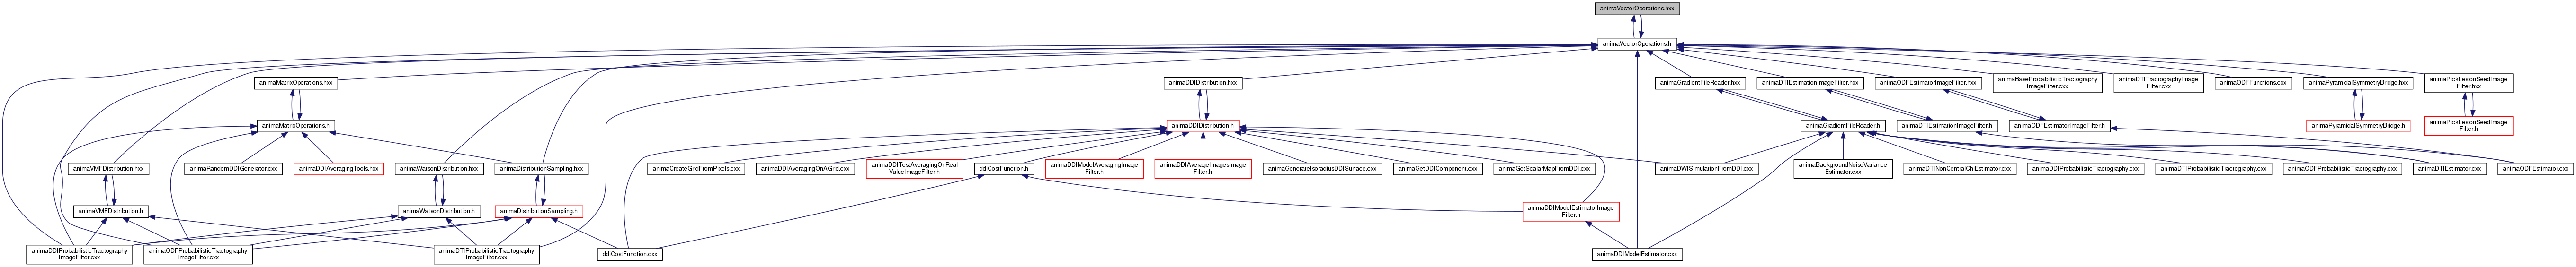 animaVectorOperations.hxx
animaVectorOperations.h
animaMatrixOperations.hxx
animaDDIDistribution.hxx
animaGradientFileReader.hxx
animaDTIEstimationImageFilter.hxx
animaODFEstimatorImageFilter.hxx
animaBaseProbabilisticTractography
ImageFilter.cxx
animaDTITractographyImage
Filter.cxx
animaODFFunctions.cxx
animaPyramidalSymmetryBridge.hxx
animaPickLesionSeedImage
Filter.hxx
animaMatrixOperations.h
animaDDIDistribution.h
animaGradientFileReader.h
animaDTIEstimationImageFilter.h
animaODFEstimatorImageFilter.h
animaPyramidalSymmetryBridge.h
animaPickLesionSeedImage
Filter.h
animaVMFDistribution.hxx
animaRandomDDIGenerator.cxx
animaDDIAveragingTools.hxx
animaWatsonDistribution.hxx
animaDistributionSampling.hxx
animaCreateGridFromPixels.cxx
animaDDIAveragingOnAGrid.cxx
animaDDITestAveragingOnReal
ValueImageFilter.h
ddiCostFunction.h
animaDDIModelAveragingImage
Filter.h
animaDDIAverageImagesImage
Filter.h
animaGenerateIsoradiusDDISurface.cxx
animaGetDDIComponent.cxx
animaGetScalarMapFromDDI.cxx
animaDWISimulationFromDDI.cxx
animaBackgroundNoiseVariance
Estimator.cxx
animaDTINonCentralChiEstimator.cxx
animaDDIProbabilisticTractography.cxx
animaDTIProbabilisticTractography.cxx
animaODFProbabilisticTractography.cxx
animaDTIEstimator.cxx
animaODFEstimator.cxx
animaVMFDistribution.h
animaWatsonDistribution.h
animaDistributionSampling.h
animaDDIModelEstimatorImage
Filter.h
animaDDIProbabilisticTractography
ImageFilter.cxx
animaODFProbabilisticTractography
ImageFilter.cxx
animaDTIProbabilisticTractography
ImageFilter.cxx
ddiCostFunction.cxx
animaDDIModelEstimator.cxx